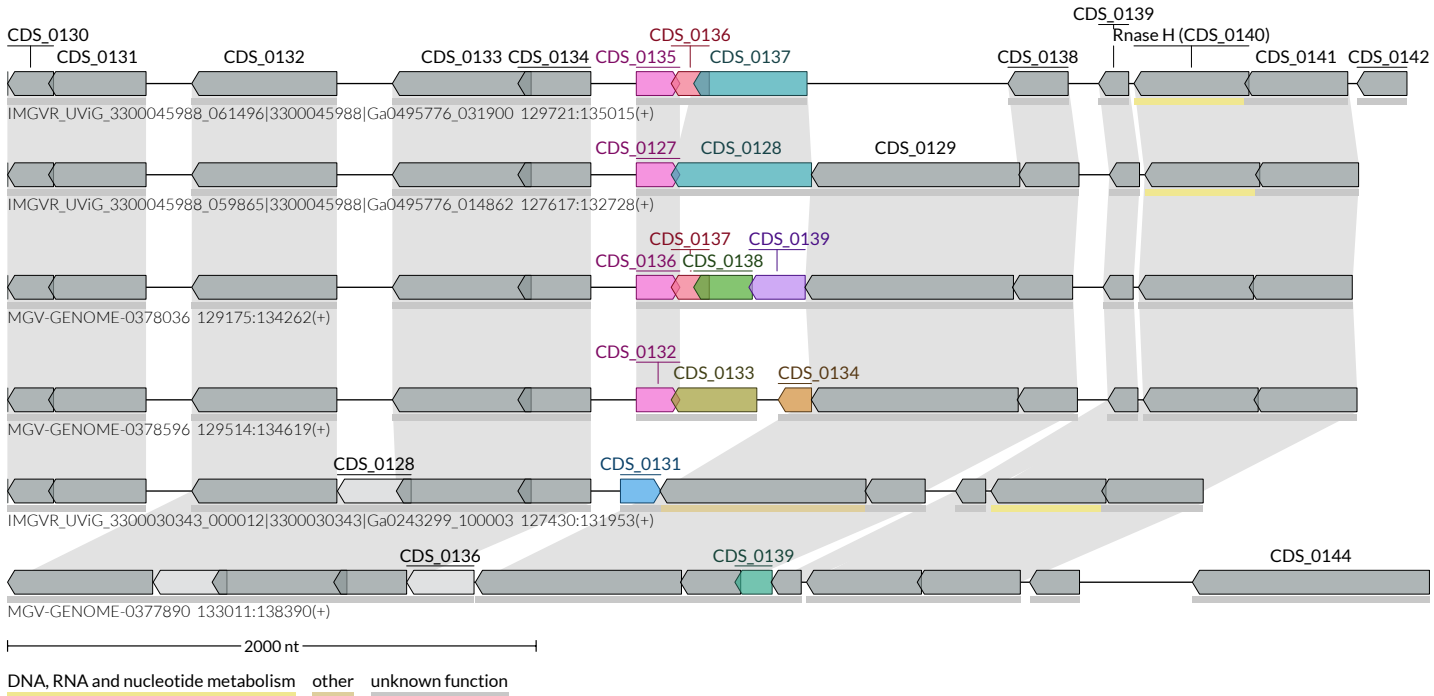 CDS_0139
CDS_0130 CDS_0136 Rnase H (CDS_0140)
CDS_0131 CDS_0132 CDS_0133 CDS_0134 CDS_0135 CDS_0137 CDS_0138 CDS_0141 CDS_0142
IMGVR_UViG_3300045988_061496|3300045988|Ga0495776_031900 129721:135015(+)
CDS_0127 CDS_0128 CDS_0129
IMGVR_UViG_3300045988_059865|3300045988|Ga0495776_014862 127617:132728(+)
CDS_0137 CDS_0139
CDS_0136 CDS_0138
MGV-GENOME-0378036 129175:134262(+)
CDS_0132
CDS_0133 CDS_0134
MGV-GENOME-0378596 129514:134619(+)
CDS_0128 CDS_0131
IMGVR_UViG_3300030343_000012|3300030343|Ga0243299_100003 127430:131953(+)
CDS_0136 CDS_0139 CDS_0144
MGV-GENOME-0377890 133011:138390(+)
2000 nt
DNA, RNA and nucleotide metabolism other unknown function